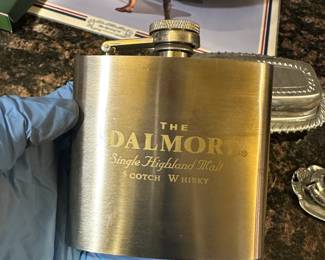 THE
DALMORE
Single Highland Malt
SCOTCH WHISKY